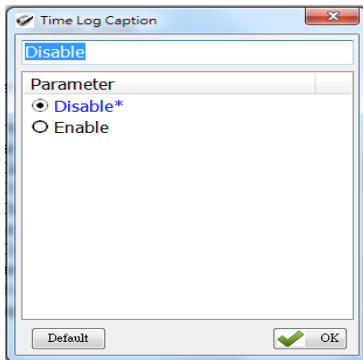 Time Log Caption
Disable
Parameter
Disable*
Enable
Default OK